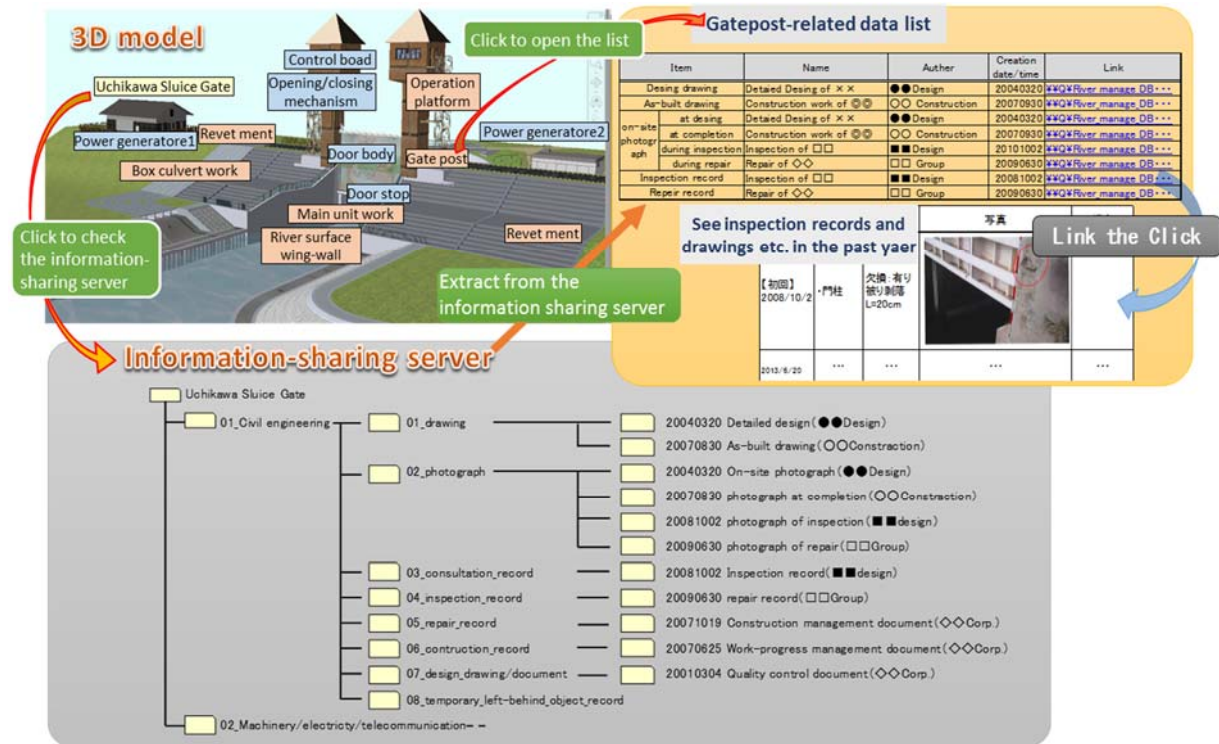 3D model
Click to open the list
Control boad
Opening/closing
mechanism
Operation
platform
Uchikawa Sluice Gate
Power generatore1
Revet ment
Power generatore2
Door body
Gate post
Box culvert work
Door stop
Main unit work
River surface
wing-wall
Revet ment
Click to check
the information-
sharing server
Extract from the
information sharing server
Gatepost-related data list
Item Name Auther Creation date/time Link
Desing drawing Detaied Desing of ×× ●●Design 20040320 ¥¥Q¥River_manage_DB・・・
As-built drawing Construction work of ◎◎ ○○ Construction 20070930 ¥¥Q¥River_manage_DB・・・
on-site photograph
at desing Detaied Desing of ×× ●●Design 20040320 ¥¥Q¥River_manage_DB・・・
at completion Construction work of ◎◎ ○○ Construction 20070930 ¥¥Q¥River_manage_DB・・・
during inspection Inspection of □□ ■■Design 20101002 ¥¥Q¥River_manage_DB・・・
during repair Repair of ◇◇ □□ Group 20090630 ¥¥Q¥River_manage_DB・・・
Inspection record Inspection of □□ ■■Design 20081002 ¥¥Q¥River_manage_DB・・・
Repeir record Repair of ◇◇ □□ Group 20090630 ¥¥Q¥River_manage_DB・・・
See inspection records and
drawings etc. in the past yaer
写真
Link the Click
【初回】
2008/10/2
・門柱
欠損:有り
被り剥落
L=20cm
2013/6/20 ・・・ ・・・ ・・・ ・・・
Information-sharing server
Uchikawa Sluice Gate
01_Civil engineering
01_drawing
20040320 Detailed design(●●Design)
20070830 As-built drawing(○○Constraction)
02_photograph
20040320 On-site photograph(●●Design)
20070830 photograph at completion(○○Constraction)
20081002 photograph of inspection(■■design)
20090630 photograph of repair(□□Group)
03_consultation_record
20081002 Inspection record(■■design)
04_inspection_record
20090630 repair record(□□Group)
05_repair_record
20071019 Construction management document(◇◇Corp.)
06_contruction_record
20070625 Work-progress management document(◇◇Corp.)
07_design_drawing/document
20010304 Quality control document(◇◇Corp.)
08_temporary_left-behind_object_record
02_Machinery/electricty/telecommunication- -